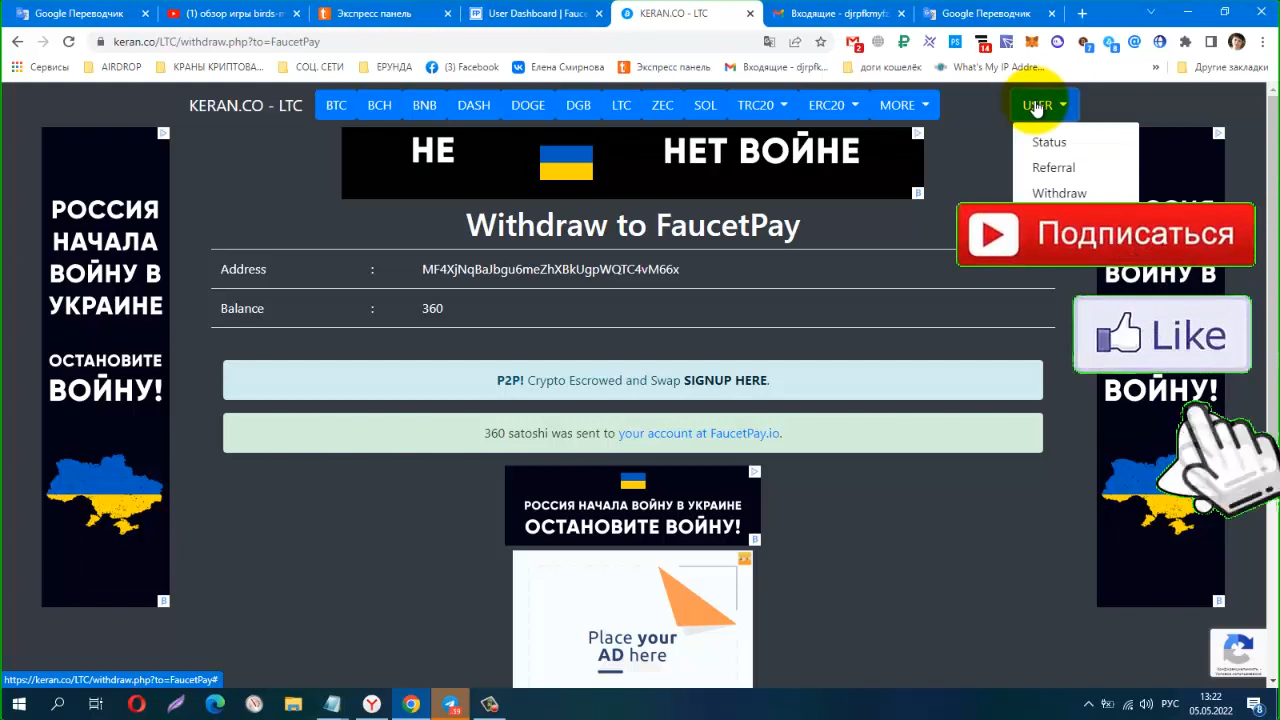 Google Переводчик
(1) обзор игры birds-m
Экспресс панель
User Dashboard | Fauce
KERAN.CO - LTC
Входящие - djrpfkmyfa
Google Переводчик
keran.co/LTC/withdraw.php?to=FaucetPay
Сервисы
AIRDROP
КРАНЫ КРИПТОВА...
СОЦ. СЕТИ
ЕРУНДА
(3) Facebook
Елена Смирнова
Экспресс панель
Входящие - djrpfk...
доги кошелёк
What's My IP Addre...
Другие закладки
KERAN.CO - LTC
BTC
BCH
BNB
DASH
DOGE
DGB
LTC
ZEC
SOL
TRC20
ERC20
MORE
USER
Status
Referral
Withdraw
НЕ
НЕТ ВОЙНЕ
РОССИЯ
НАЧАЛА
ВОЙНУ В
УКРАИНЕ
ОСТАНОВИТЕ
ВОЙНУ!
Withdraw to FaucetPay
Address : MF4XjNqBaJbgu6meZhXBkUgpWQTC4vM66x
Balance : 360
P2P! Crypto Escrowed and Swap SIGNUP HERE.
360 satoshi was sent to your account at FaucetPay.io.
РОССИЯ НАЧАЛА ВОЙНУ В УКРАИНЕ
ОСТАНОВИТЕ ВОЙНУ!
Place your
AD here
Подписаться
ВОЙНУ В
Like
ВОЙНУ!
https://keran.co/LTC/withdraw.php?to=FaucetPay#
РУС
13:22
05.05.2022